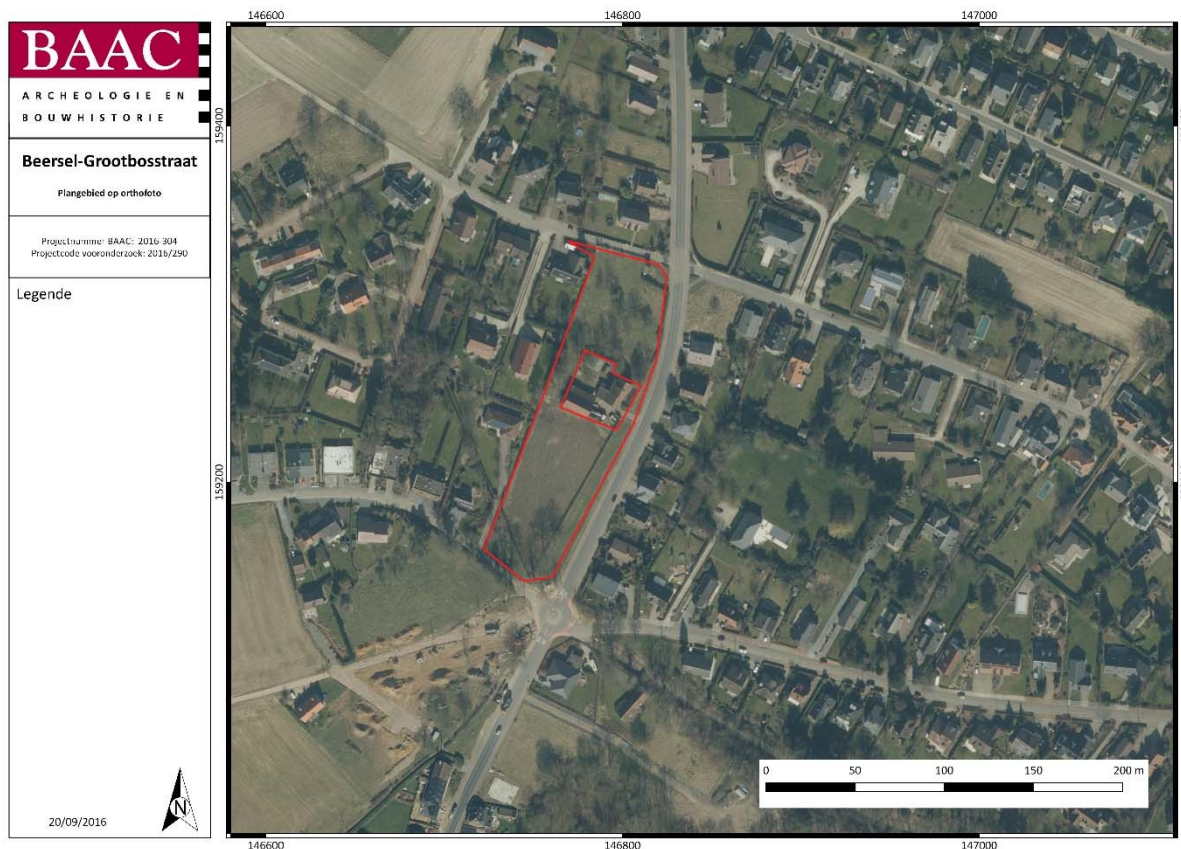 BAAC
ARCHEOLOGIE EN
BOUWHISTORIE
Beersel-Grootbosstraat
Plangebied op orthofoto
Projectnummer BAAC: 2016-304
Projectcode vooronderzoek: 2016/290
Legende
20/09/2016
N
146600 146800 147000
159400
159200
0 50 100 150 200 m
146600 146800 147000